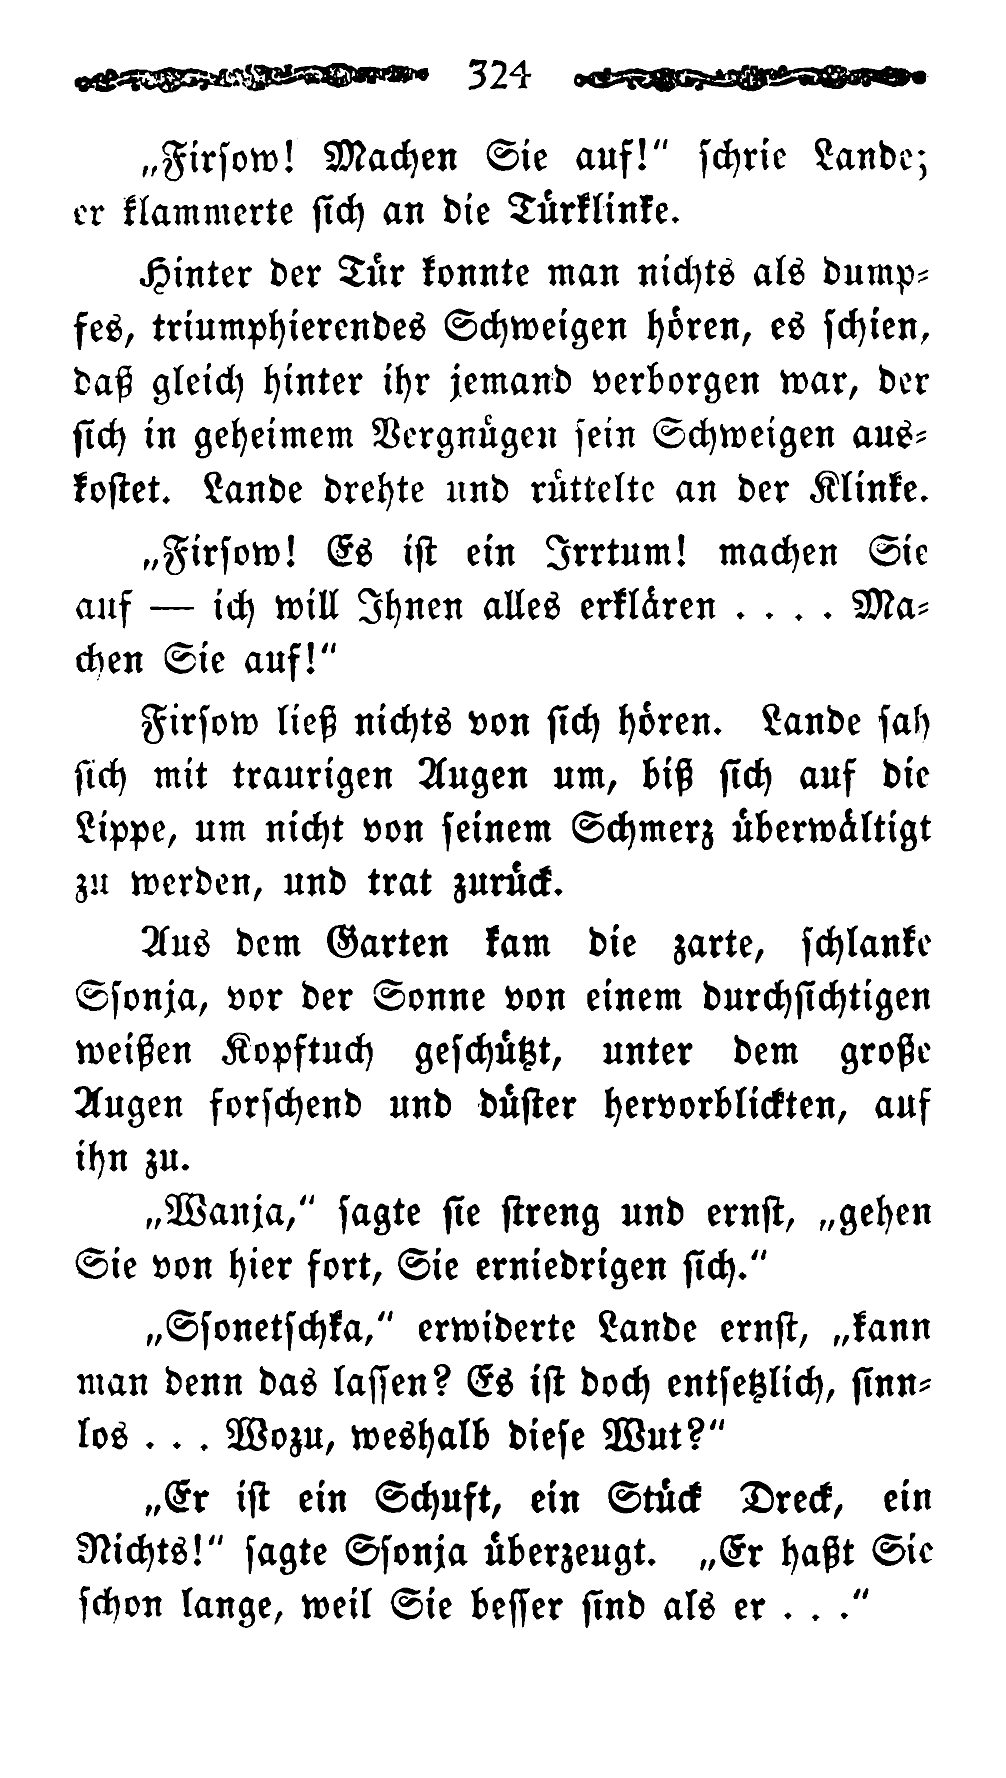 324
„Firſow! Machen Sie auf!“ ſchrie Lande;
er klammerte ſich an die Türklinke.
Hinter der Tür konnte man nichts als dump⸗
fes, triumphierendes Schweigen hören, es ſchien,
daß gleich hinter ihr jemand verborgen war, der
ſich in geheimem Vergnügen ſein Schweigen aus⸗
koſtet. Lande drehte und rüttelte an der Klinke.
„Firſow! Es iſt ein Irrtum! machen Sie
auf — ich will Ihnen alles erklären . . . . Ma⸗
chen Sie auf!“
Firſow ließ nichts von ſich hören. Lande ſah
ſich mit traurigen Augen um, biß ſich auf die
Lippe, um nicht von ſeinem Schmerz überwältigt
zu werden, und trat zurück.
Aus dem Garten kam die zarte, ſchlanke
Sſonja, vor der Sonne von einem durchſichtigen
weißen Kopftuch geſchützt, unter dem große
Augen forſchend und düſter hervorblickten, auf
ihn zu.
„Wanja,“ ſagte ſie ſtreng und ernſt, „gehen
Sie von hier fort, Sie erniedrigen ſich.“
„Sſonetſchka,“ erwiderte Lande ernſt, „kann
man denn das laſſen? Es iſt doch entſetzlich, ſinn⸗
los . . . Wozu, weshalb dieſe Wut?“
„Er iſt ein Schuft, ein Stück Dreck, ein
Nichts!“ ſagte Sſonja überzeugt. „Er haßt Sie
ſchon lange, weil Sie beſſer ſind als er . . .“